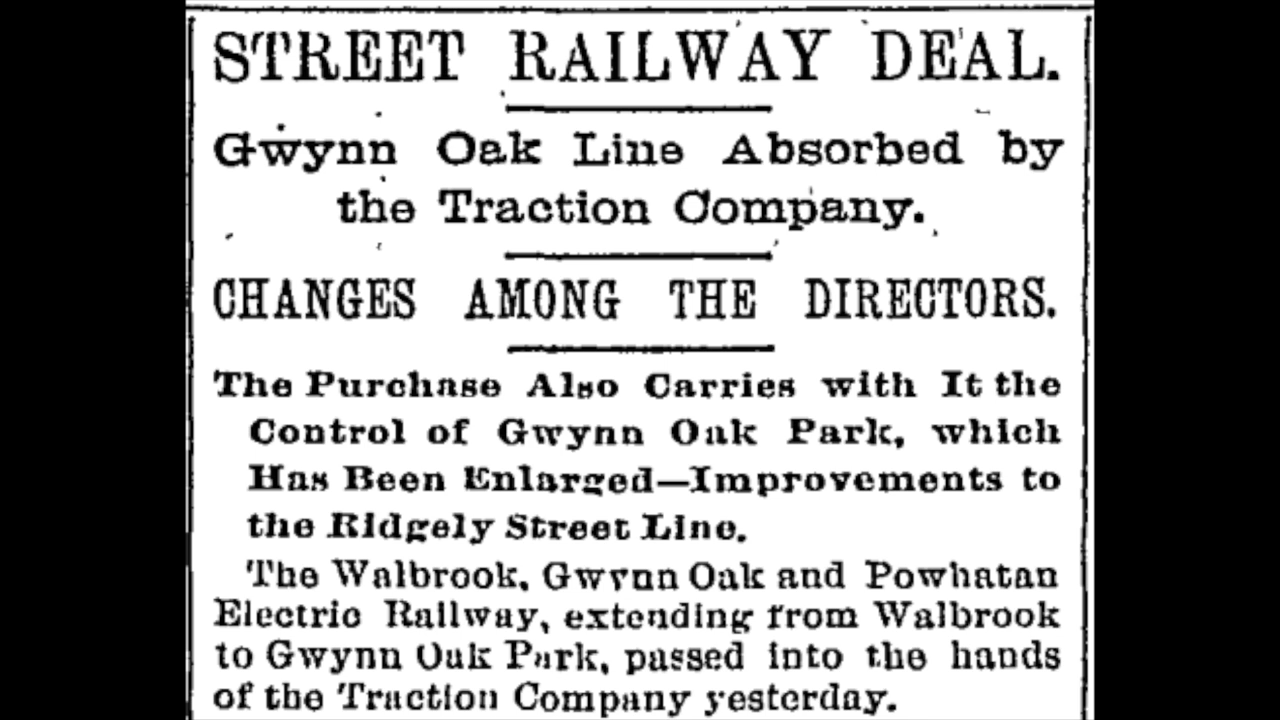 STREET RAILWAY DEAL.
Gwynn Oak Line Absorbed by
the Traction Company.
CHANGES AMONG THE DIRECTORS.
The Purchase Also Carries with It the
Control of Gwynn Oak Park, which
Has Been Enlarged—Improvements to
the Ridgely Street Line.
The Walbrook, Gwynn Oak and Powhatan
Electric Railway, extending from Walbrook
to Gwynn Oak Park, passed into the hands
of the Traction Company yesterday.